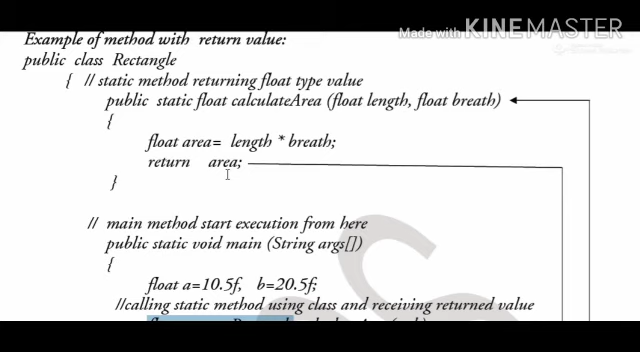 Made with KINEMASTER
Example of method with return value:
public class Rectangle
{ // static method returning float type value
public static float calculateArea (float length, float breath)
{
float area= length * breath;
return area;
}
// main method start execution from here
public static void main (String args[])
{
float a=10.5f, b=20.5f;
//calling static method using class and receiving returned value